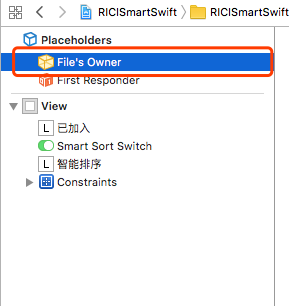 RICISmartSwift RICISmartSwift
Placeholders
File's Owner
First Responder
View
L 已加入
Smart Sort Switch
L 智能排序
Constraints